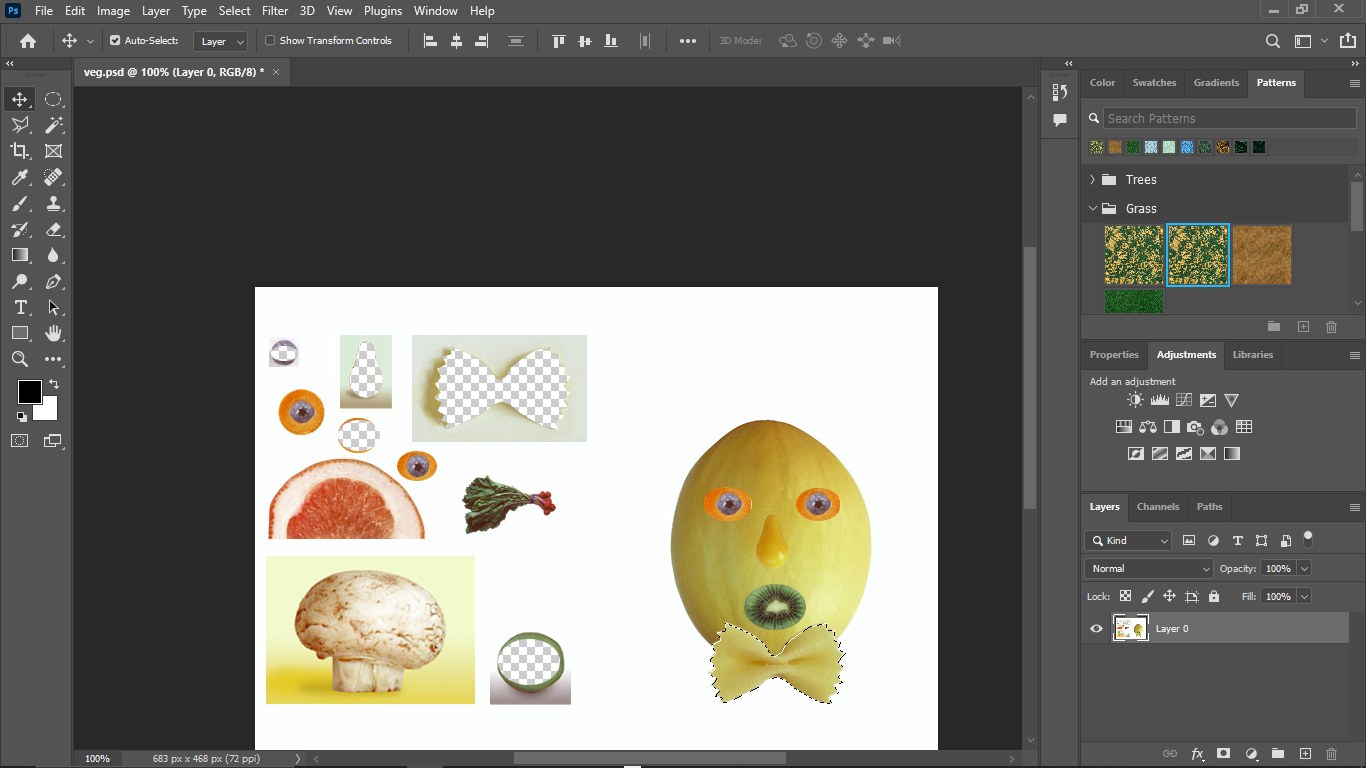 Ps File Edit Image Layer Type Select Filter 3D View Plugins Window Help
Auto-Select: Layer Show Transform Controls 3D Mode:
veg.psd @ 100% (Layer 0, RGB/8) *
Color Swatches Gradients Patterns
Search Patterns
Trees
Grass
Properties Adjustments Libraries
Add an adjustment
Layers Channels Paths
Kind
Normal Opacity: 100%
Lock: Fill: 100%
Layer 0
100% 683 px x 468 px (72 ppi)